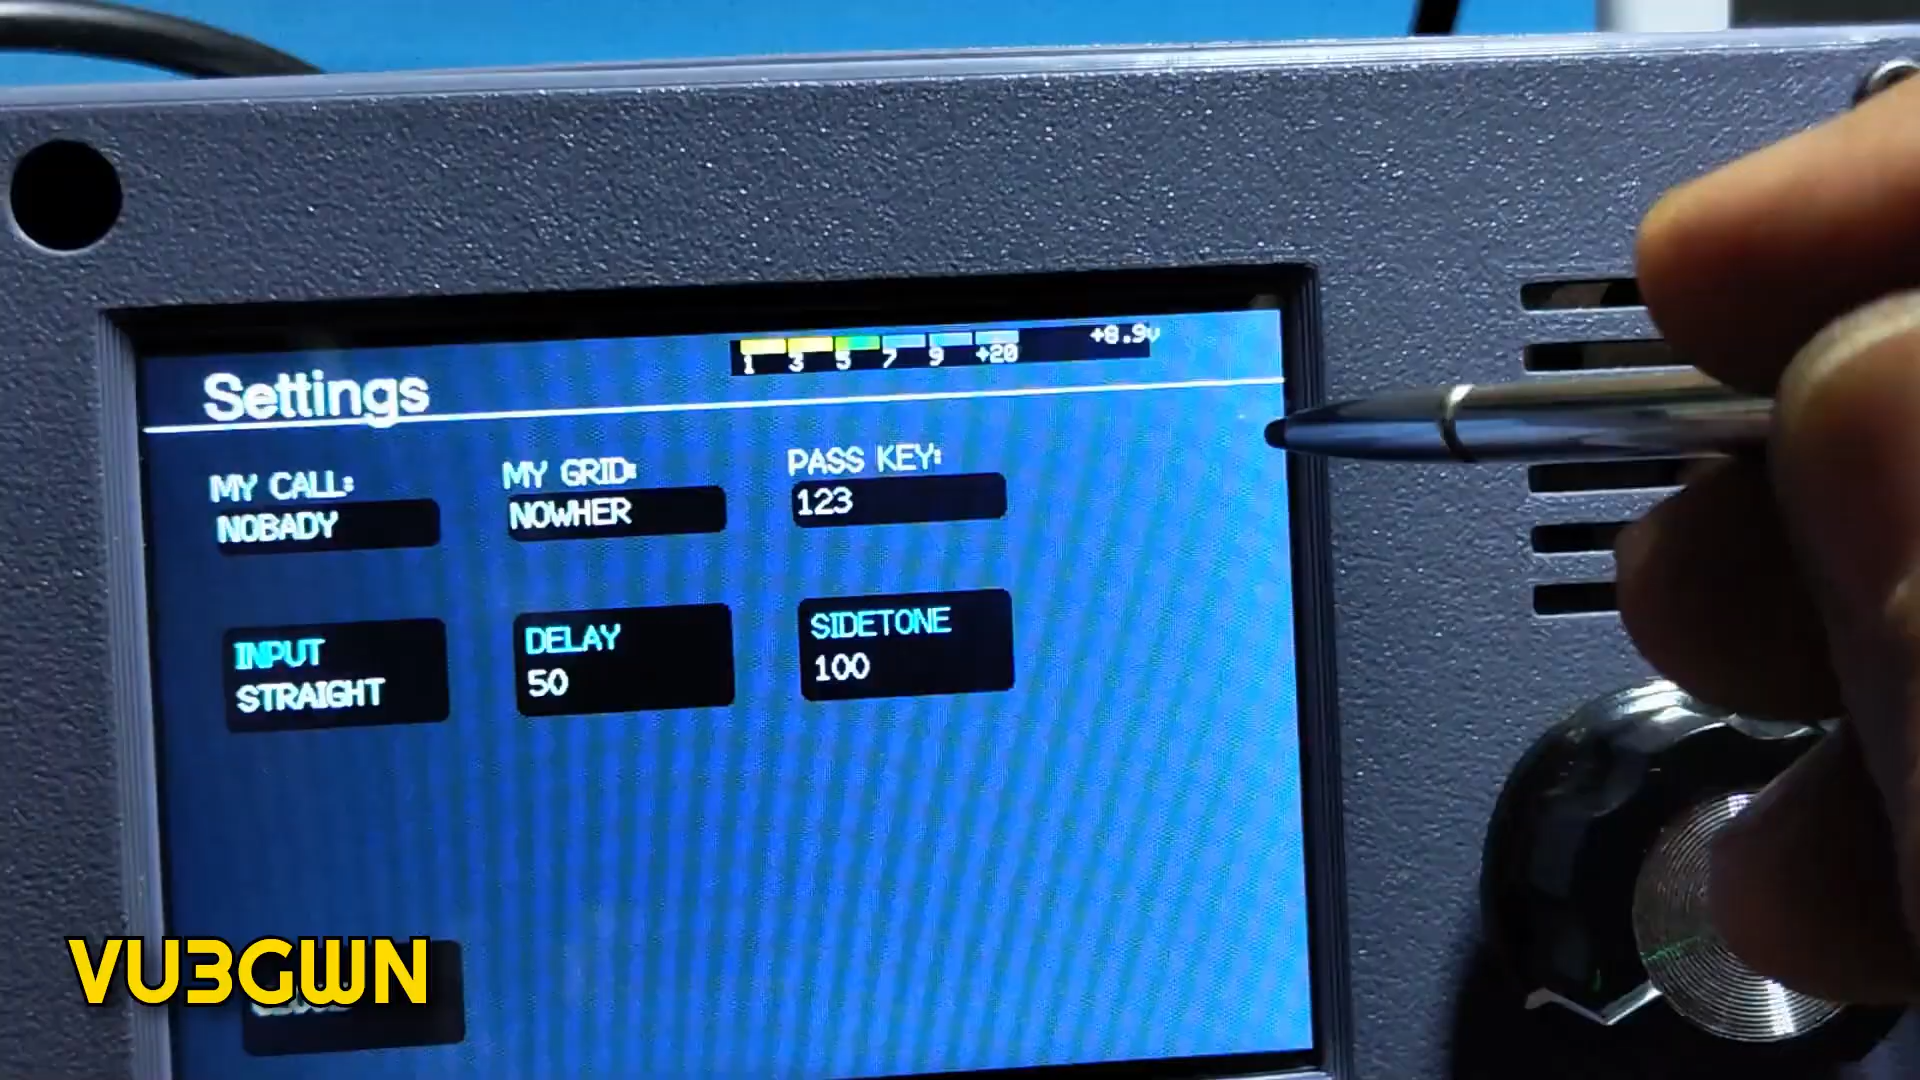 1 3 5 7 9 +20 +8.9v
Settings
MY CALL: MY GRID: PASS KEY:
NOBADY NOWHER 123
INPUT DELAY SIDETONE
STRAIGHT 50 100
VU3GWN